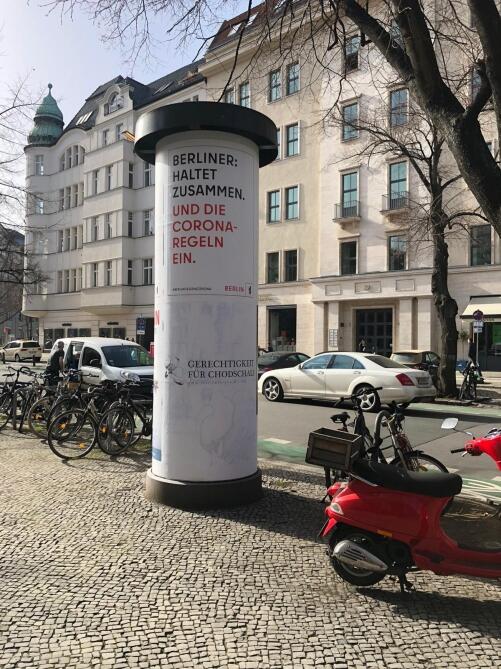 BERLINER:
HALTET
ZUSAMMEN.
UND DIE
CORONA-
REGELN
EIN.
BERLIN
GERECHTIGKEIT
FÜR CHODSCHALI